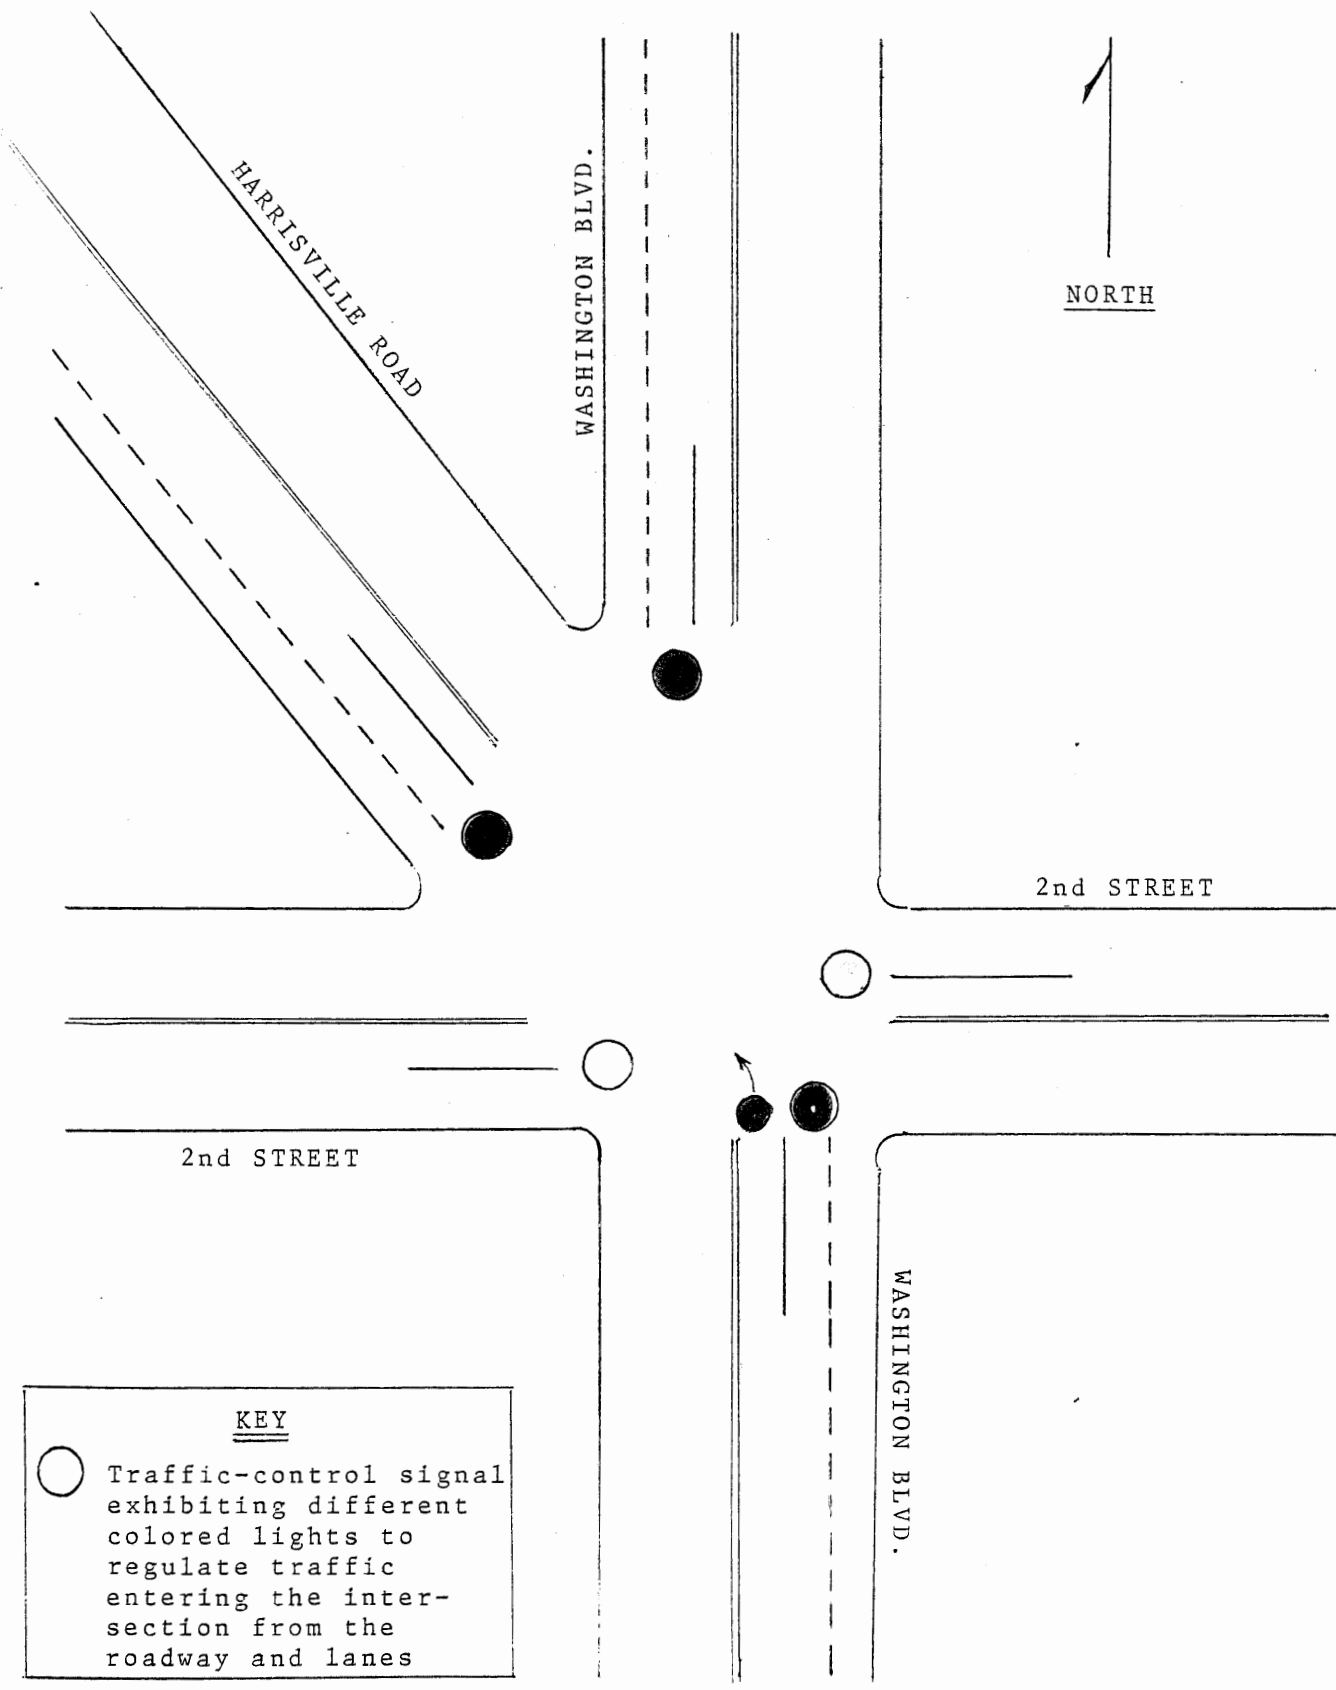 HARRISVILLE ROAD
WASHINGTON BLVD.
NORTH
2nd STREET
2nd STREET
WASHINGTON BLVD.
KEY
Traffic-control signal
exhibiting different
colored lights to
regulate traffic
entering the inter-
section from the
roadway and lanes